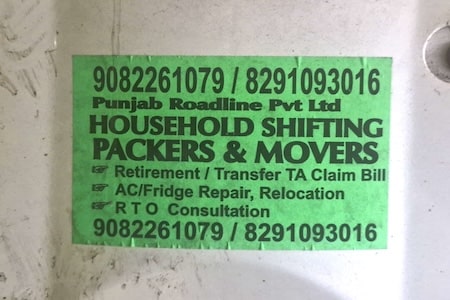 9082261079 / 8291093016
Punjab Roadline Pvt Ltd
HOUSEHOLD SHIFTING
PACKERS & MOVERS
☞ Retirement / Transfer TA Claim Bill
☞ AC/Fridge Repair, Relocation
☞ R T O Consultation
9082261079 / 8291093016